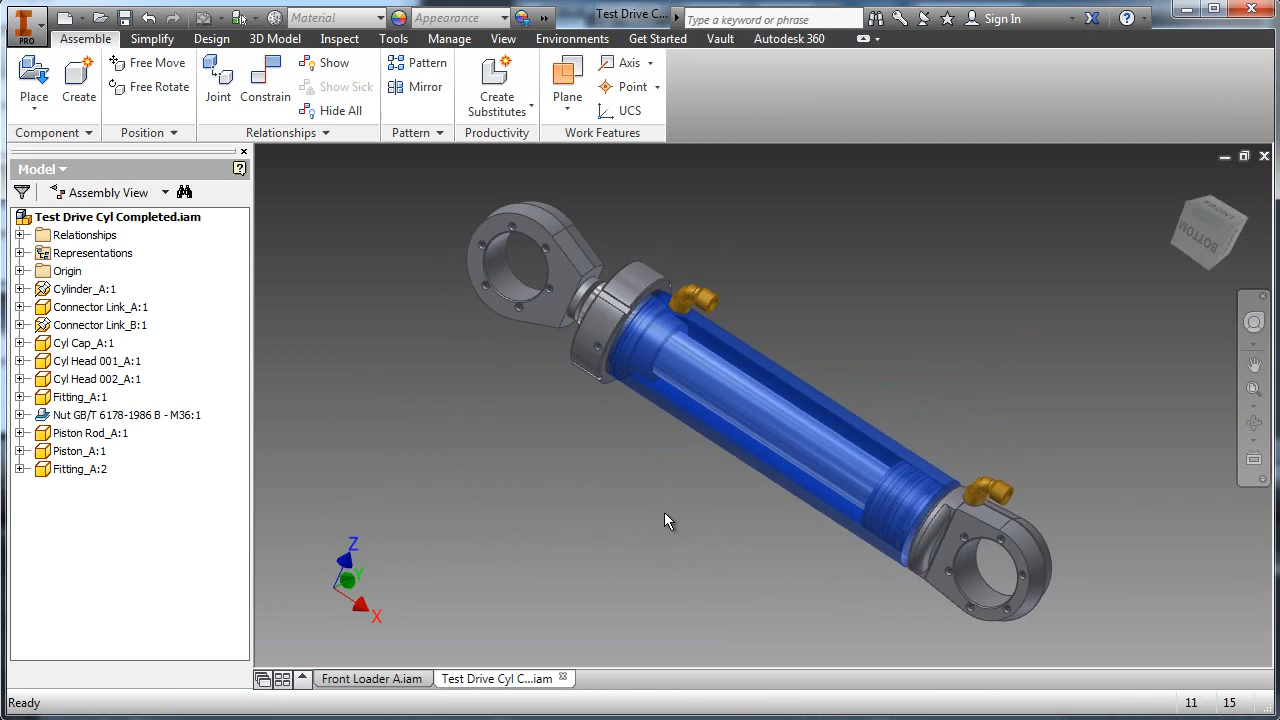 Material
Appearance
Test Drive C...
Type a keyword or phrase
Sign In
PRO
Assemble Simplify Design 3D Model Inspect Tools Manage View Environments Get Started Vault Autodesk 360
Place
Create
Free Move
Free Rotate
Joint
Constrain
Show
Show Sick
Hide All
Pattern
Mirror
Create
Substitutes
Plane
Axis
Point
UCS
Component Position Relationships Pattern Productivity Work Features
Model
Assembly View
Test Drive Cyl Completed.iam
Relationships
Representations
Origin
Cylinder_A:1
Connector Link_A:1
Connector Link_B:1
Cyl Cap_A:1
Cyl Head 001_A:1
Cyl Head 002_A:1
Fitting_A:1
Nut GB/T 6178-1986 B - M36:1
Piston Rod_A:1
Piston_A:1
Fitting_A:2
FRONT
BOTTOM
Z
Y
X
Front Loader A.iam
Test Drive Cyl C...iam
Ready
11 15